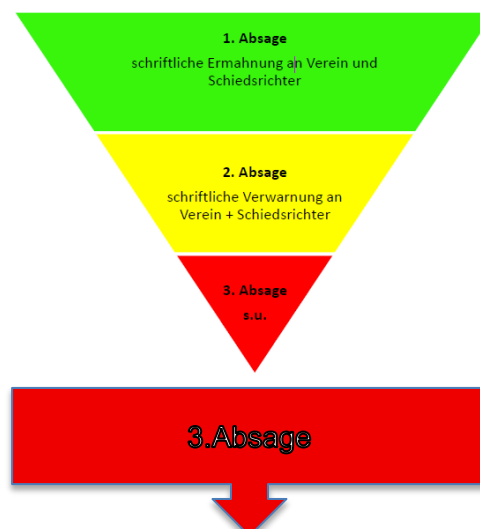 1. Absage
schriftliche Ermahnung an Verein und
Schiedsrichter
2. Absage
schriftliche Verwarnung an
Verein + Schiedsrichter
3. Absage
s.u.
3.Absage